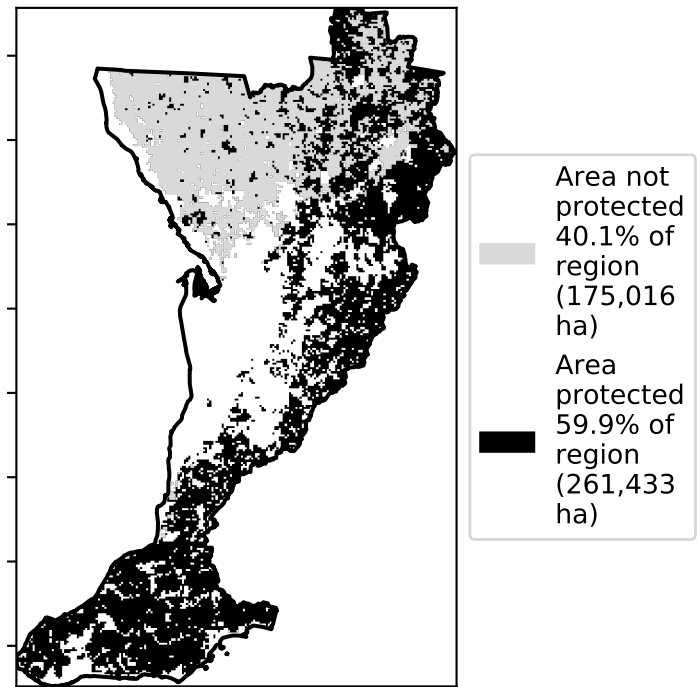 Area not
protected
40.1% of
region
(175,016
ha)
Area
protected
59.9% of
region
(261,433
ha)